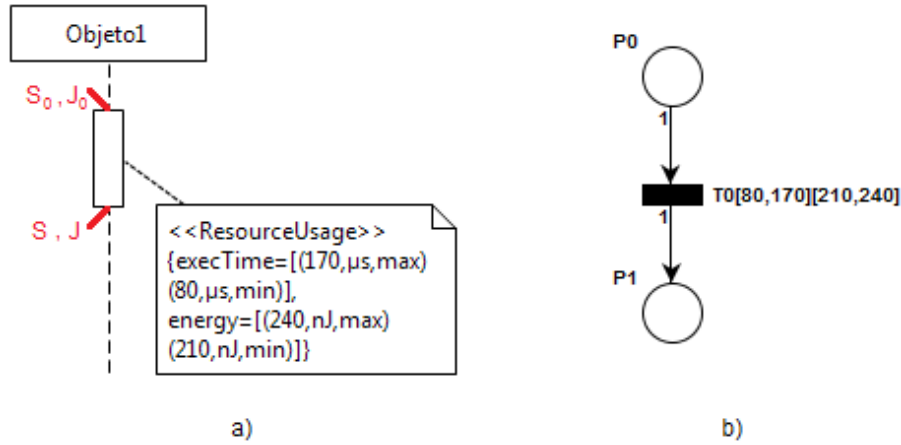 Objeto1
S₀ , J₀
S , J
<<ResourceUsage>>
{execTime=[(170,µs,max)
(80,µs,min)],
energy=[(240,nJ,max)
(210,nJ,min)]}
a)
P0
1
T0[80,170][210,240]
1
P1
b)